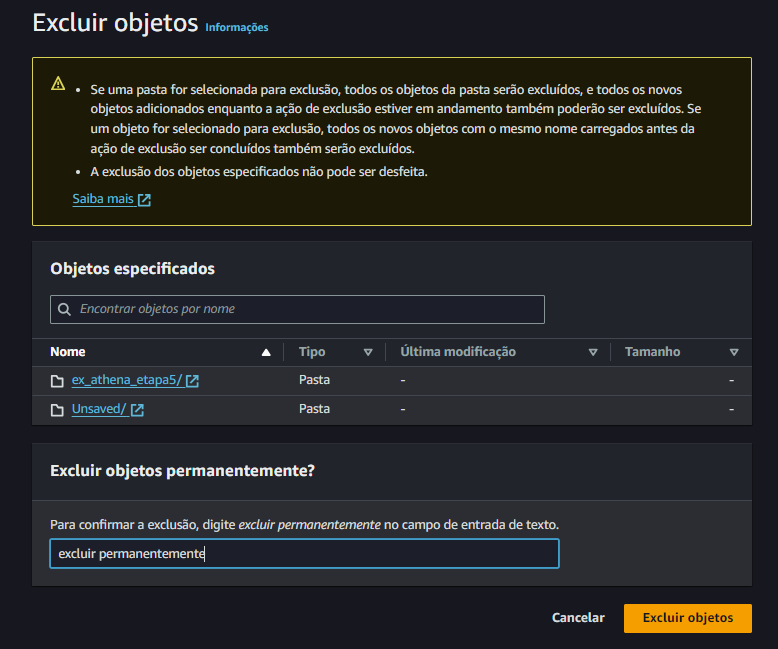 Excluir objetos Informações
Se uma pasta for selecionada para exclusão, todos os objetos da pasta serão excluídos, e todos os novos
objetos adicionados enquanto a ação de exclusão estiver em andamento também poderão ser excluídos. Se
um objeto for selecionado para exclusão, todos os novos objetos com o mesmo nome carregados antes da
ação de exclusão ser concluídos também serão excluídos.
A exclusão dos objetos especificados não pode ser desfeita.
Saiba mais
Objetos especificados
Encontrar objetos por nome
Nome Tipo Última modificação Tamanho
ex_athena_etapa5/ Pasta - -
Unsaved/ Pasta - -
Excluir objetos permanentemente?
Para confirmar a exclusão, digite excluir permanentemente no campo de entrada de texto.
excluir permanentemente
Cancelar Excluir objetos